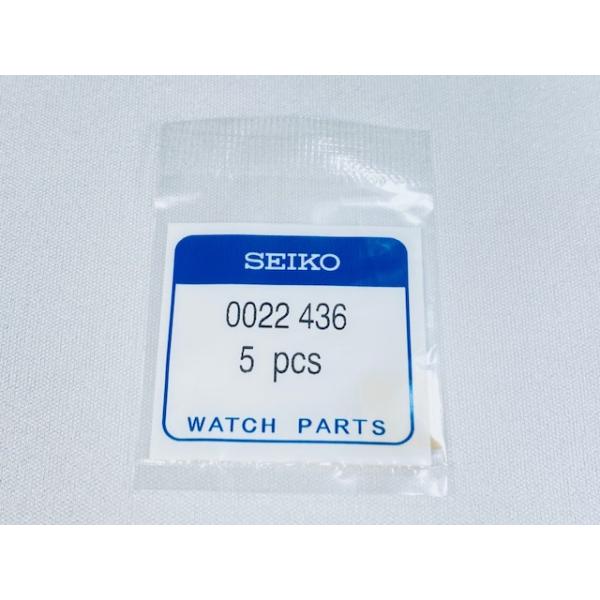 SEIKO
0022 436
5 pcs
WATCH PARTS